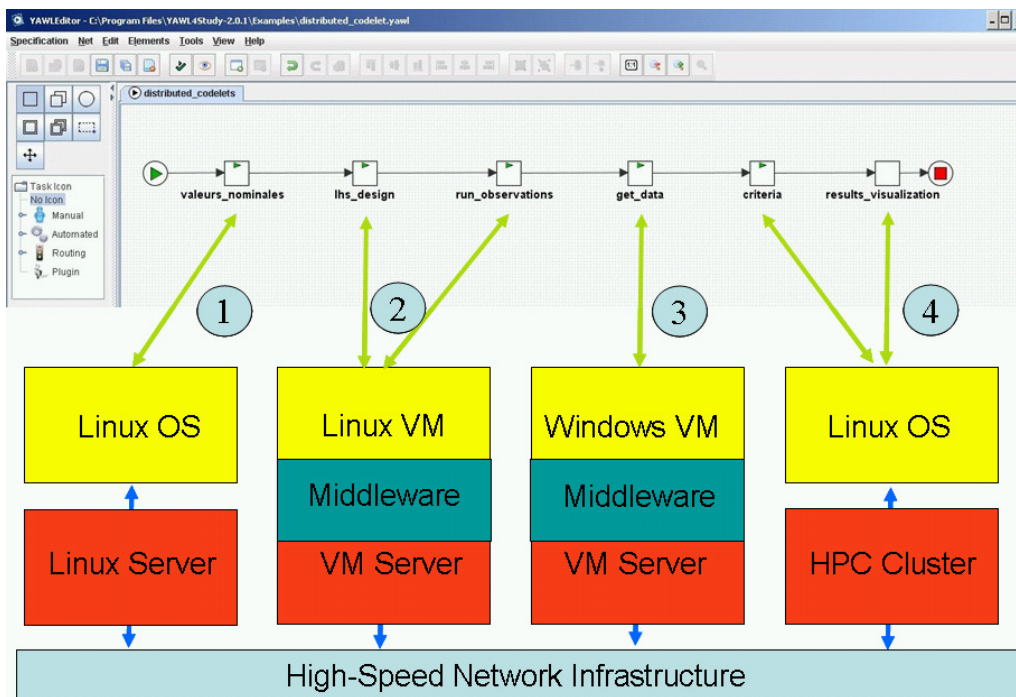 YAWLEditor - C:\Program Files\YAWL4Study-2.0.1\Examples\distributed_codelet.yawl
Specification Net Edit Elements Tools View Help
distributed_codelets
Task Icon
No Icon
Manual
Automated
Routing
Plugin
valeurs_nominales lhs_design run_observations get_data criteria results_visualization
1 2 3 4
Linux OS Linux VM Windows VM Linux OS
Middleware Middleware
Linux Server VM Server VM Server HPC Cluster
High-Speed Network Infrastructure